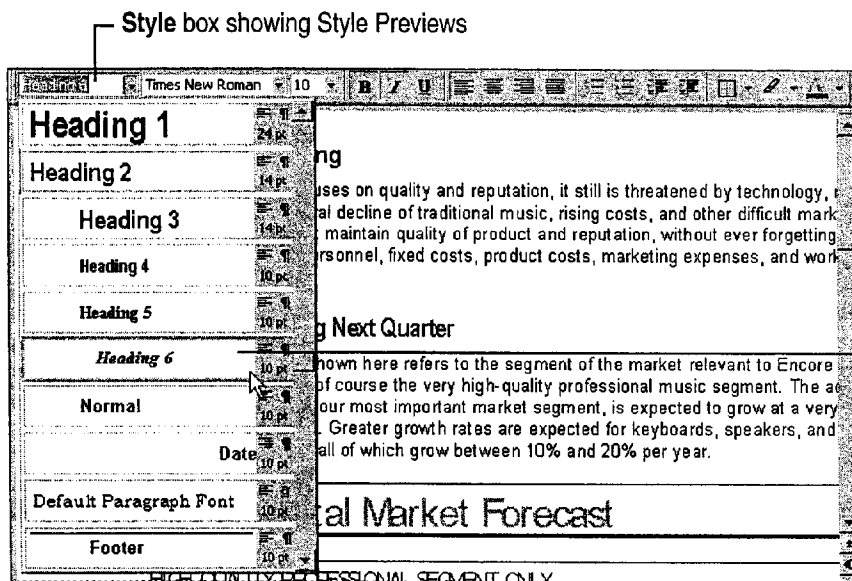 Style box showing Style Previews
Heading 6 Times New Roman 10 B I U
Heading 1 24 pt
Heading 2 14 pt
Heading 3 14 pt
Heading 4 10 pt
Heading 5 10 pt
Heading 6 10 pt
Normal 10 pt
Date 10 pt
Default Paragraph Font a 10 pt
Footer 10 pt
ng
uses on quality and reputation, it still is threatened by technology,
al decline of traditional music, rising costs, and other difficult mark
maintain quality of product and reputation, without ever forgetting
rsonnel, fixed costs, product costs, marketing expenses, and work
g Next Quarter
hown here refers to the segment of the market relevant to Encore
of course the very high-quality professional music segment. The
our most important market segment, is expected to grow at a very
Greater growth rates are expected for keyboards, speakers, and
all of which grow between 10% and 20% per year.
tal Market Forecast
HIGH-QUALITY PROFESSIONAL SEGMENT ONLY